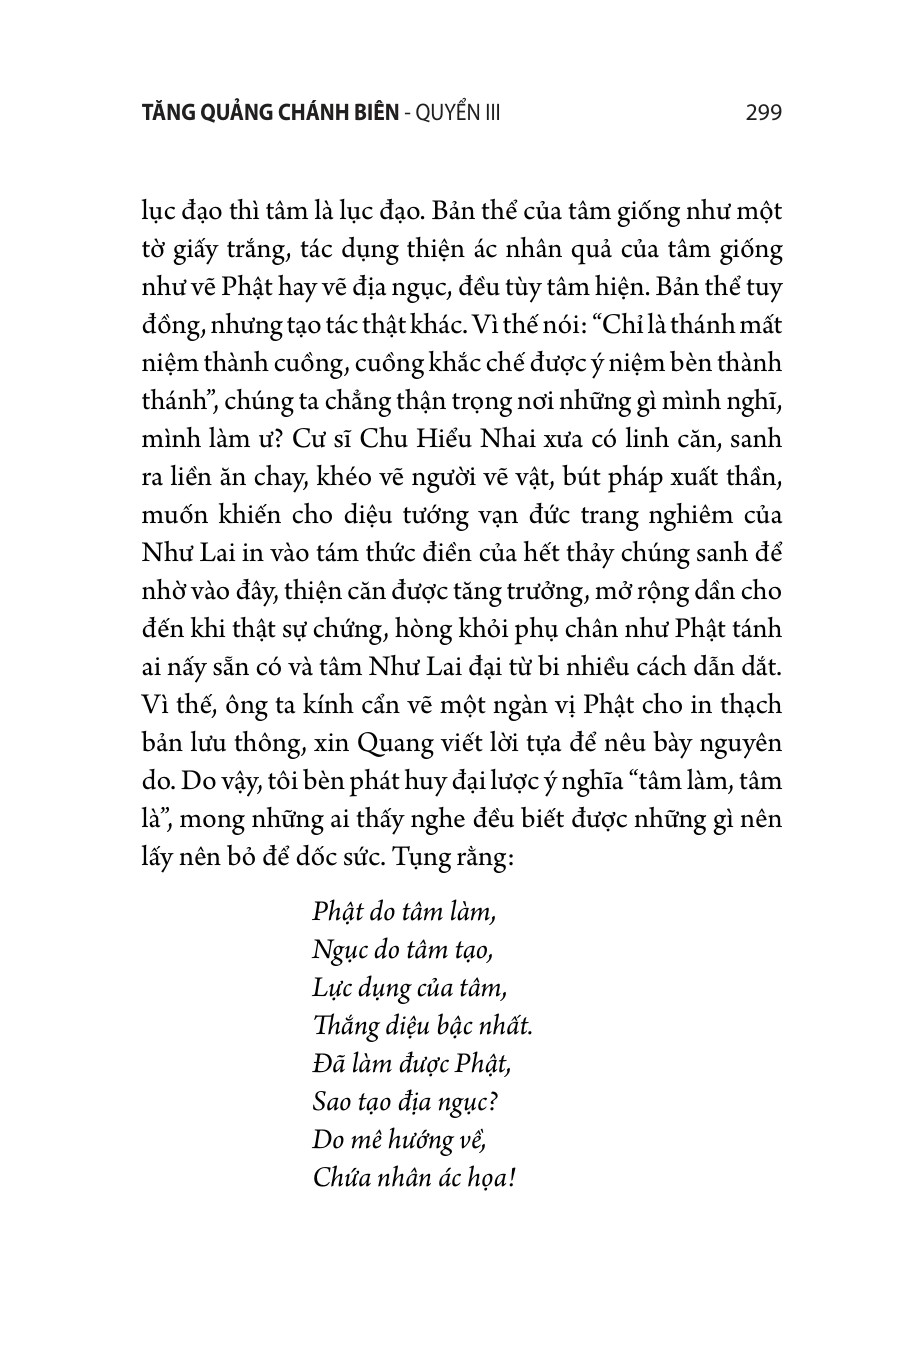 TĂNG QUẢNG CHÁNH BIÊN - QUYỂN III 299
lục đạo thì tâm là lục đạo. Bản thể của tâm giống như một
tờ giấy trắng, tác dụng thiện ác nhân quả của tâm giống
như vẽ Phật hay vẽ địa ngục, đều tùy tâm hiện. Bản thể tuy
đồng, nhưng tạo tác thật khác. Vì thế nói: “Chỉ là thánh mất
niệm thành cuồng, cuồng khắc chế được ý niệm bèn thành
thánh”, chúng ta chẳng thận trọng nơi những gì mình nghĩ,
mình làm ư? Cư sĩ Chu Hiểu Nhai xưa có linh căn, sanh
ra liền ăn chay, khéo vẽ người vẽ vật, bút pháp xuất thần,
muốn khiến cho diệu tướng vạn đức trang nghiêm của
Như Lai in vào tám thức điền của hết thảy chúng sanh để
nhờ vào đây, thiện căn được tăng trưởng, mở rộng dần cho
đến khi thật sự chứng, hòng khỏi phụ chân như Phật tánh
ai nấy sẵn có và tâm Như Lai đại từ bi nhiều cách dẫn dắt.
Vì thế, ông ta kính cẩn vẽ một ngàn vị Phật cho in thạch
bản lưu thông, xin Quang viết lời tựa để nêu bày nguyên
do. Do vậy, tôi bèn phát huy đại lược ý nghĩa “tâm làm, tâm
là”, mong những ai thấy nghe đều biết được những gì nên
lấy nên bỏ để dốc sức. Tụng rằng:
Phật do tâm làm,
Ngục do tâm tạo,
Lực dụng của tâm,
Thắng diệu bậc nhất.
Đã làm được Phật,
Sao tạo địa ngục?
Do mê hướng về,
Chứa nhân ác họa!